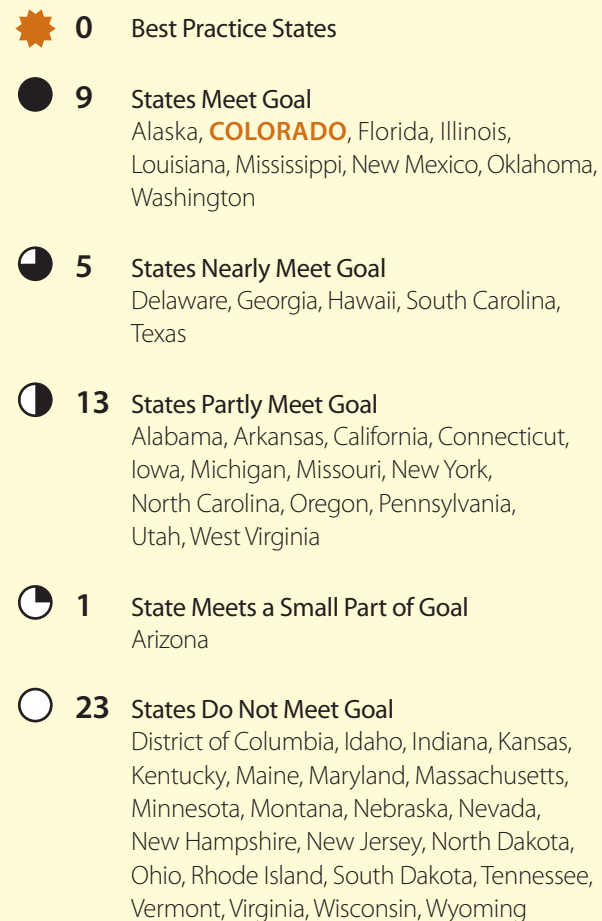 0 Best Practice States
9 States Meet Goal
Alaska, COLORADO, Florida, Illinois,
Louisiana, Mississippi, New Mexico, Oklahoma,
Washington
5 States Nearly Meet Goal
Delaware, Georgia, Hawaii, South Carolina,
Texas
13 States Partly Meet Goal
Alabama, Arkansas, California, Connecticut,
Iowa, Michigan, Missouri, New York,
North Carolina, Oregon, Pennsylvania,
Utah, West Virginia
1 State Meets a Small Part of Goal
Arizona
23 States Do Not Meet Goal
District of Columbia, Idaho, Indiana, Kansas,
Kentucky, Maine, Maryland, Massachusetts,
Minnesota, Montana, Nebraska, Nevada,
New Hampshire, New Jersey, North Dakota,
Ohio, Rhode Island, South Dakota, Tennessee,
Vermont, Virginia, Wisconsin, Wyoming